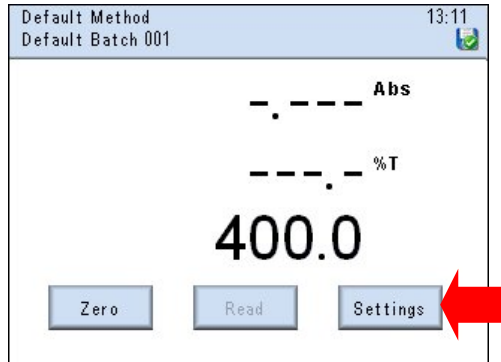 Default Method 13:11
Default Batch 001
-.--- Abs
---.- %T
400.0
Zero Read Settings